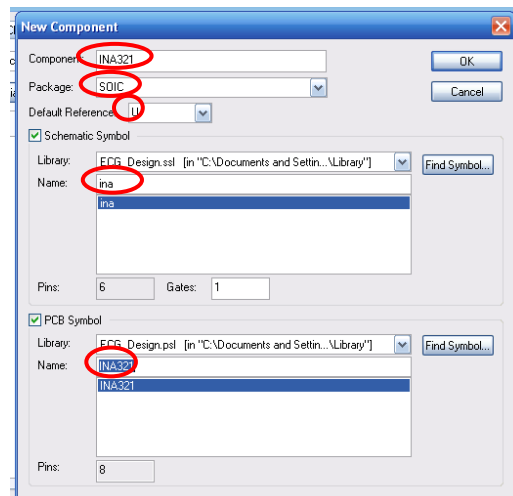 New Component
Component INA321 OK
Package: SOIC Cancel
Default Reference U
Schematic Symbol
Library: ECG_Design.ssl [in "C:\Documents and Settin...\Library"] Find Symbol...
Name: ina
ina
Pins: 6 Gates: 1
PCB Symbol
Library: ECG_Design.psl [in "C:\Documents and Settin...\Library"] Find Symbol...
Name: INA321
INA321
Pins: 8